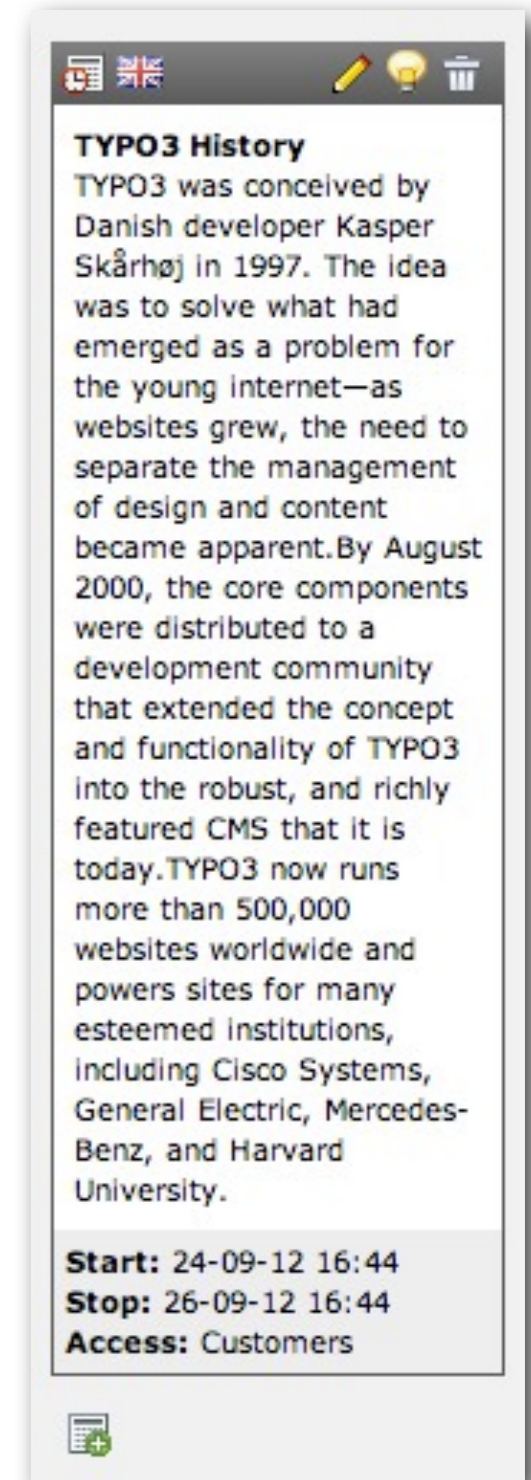 TYPO3 History
TYPO3 was conceived by
Danish developer Kasper
Skårhøj in 1997. The idea
was to solve what had
emerged as a problem for
the young internet—as
websites grew, the need to
separate the management
of design and content
became apparent.By August
2000, the core components
were distributed to a
development community
that extended the concept
and functionality of TYPO3
into the robust, and richly
featured CMS that it is
today.TYPO3 now runs
more than 500,000
websites worldwide and
powers sites for many
esteemed institutions,
including Cisco Systems,
General Electric, Mercedes-
Benz, and Harvard
University.
Start: 24-09-12 16:44
Stop: 26-09-12 16:44
Access: Customers